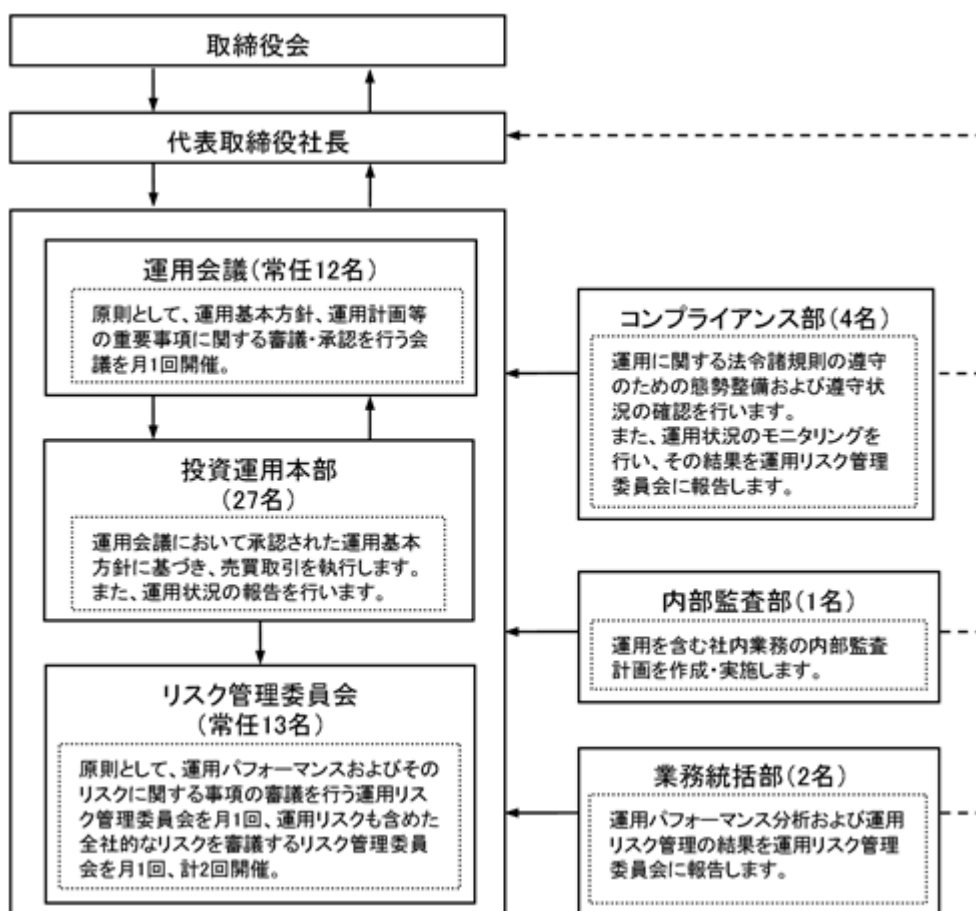 取締役会
代表取締役社長
運用会議(常任12名)
原則として、運用基本方針、運用計画等
の重要事項に関する審議・承認を行う会
議を月1回開催。
投資運用本部
(27名)
運用会議において承認された運用基本
方針に基づき、売買取引を執行します。
また、運用状況の報告を行います。
リスク管理委員会
(常任13名)
原則として、運用パフォーマンスおよびその
リスクに関する事項の審議を行う運用リス
ク管理委員会を月1回、運用リスクも含めた
全社的なリスクを審議するリスク管理委員
会を月1回、計2回開催。
コンプライアンス部(4名)
運用に関する法令諸規則の遵守
のための態勢整備および遵守状
況の確認を行います。
また、運用状況のモニタリングを
行い、その結果を運用リスク管理
委員会に報告します。
内部監査部(1名)
運用を含む社内業務の内部監査
計画を作成・実施します。
業務統括部(2名)
運用パフォーマンス分析および運用
リスク管理の結果を運用リスク管理
委員会に報告します。